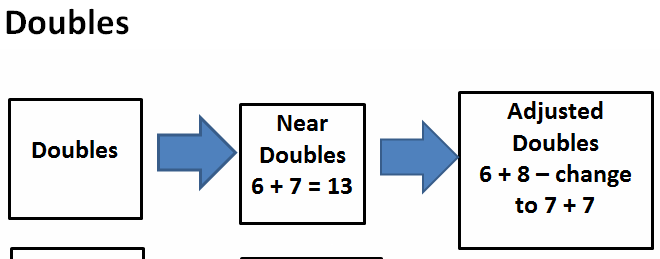 Doubles
Doubles
Near
Doubles
6 + 7 = 13
Adjusted
Doubles
6 + 8 – change
to 7 + 7